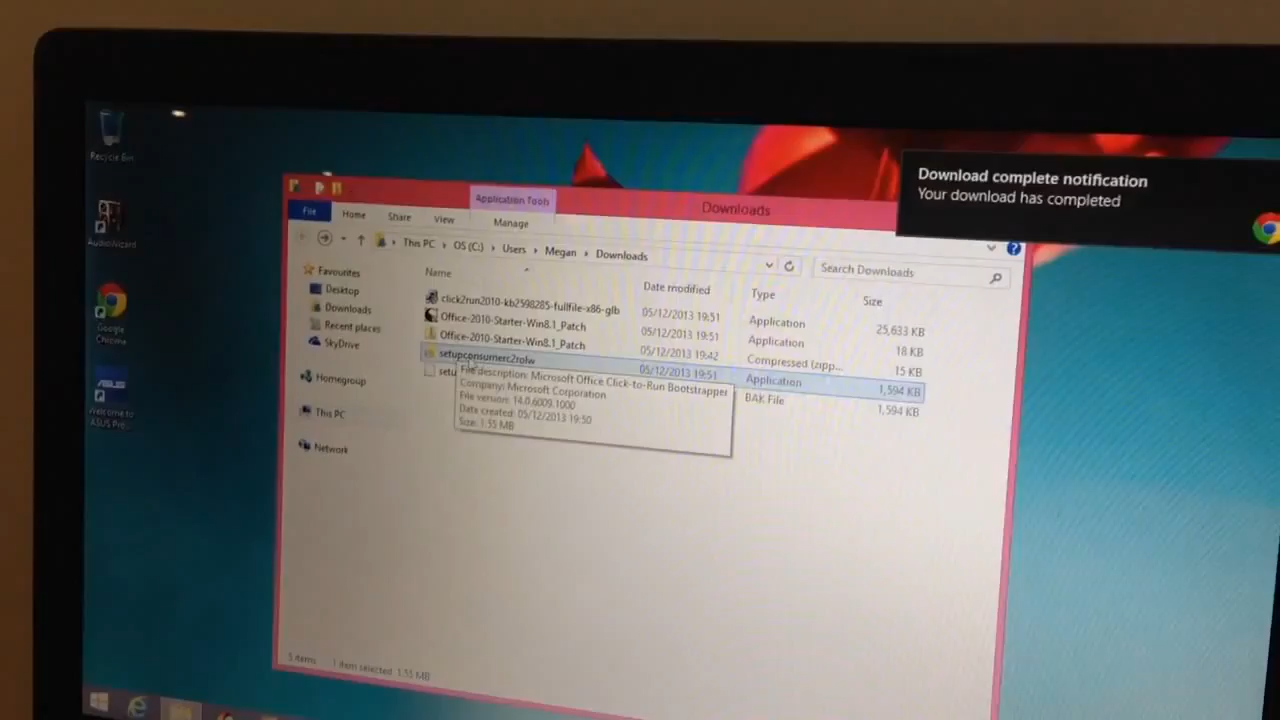 Recycle Bin
AudioWizard
Google
Chrome
Welcome to
ASUS Pro...
Download complete notification
Your download has completed
Application Tools
Downloads
File
Home
Share
View
Manage
This PC
OS (C:)
Users
Megan
Downloads
Search Downloads
Favourites
Desktop
Downloads
Recent places
SkyDrive
Homegroup
This PC
Network
Name
Date modified
Type
Size
click2run2010-kb2598285-fullfile-x86-glb
05/12/2013 19:51
Application
25,633 KB
Office-2010-Starter-Win8.1_Patch
05/12/2013 19:51
Application
18 KB
Office-2010-Starter-Win8.1_Patch
05/12/2013 19:42
Compressed (zipp...
15 KB
setupconsumerc2rolw
05/12/2013 19:51
Application
1,594 KB
setu
BAK File
1,594 KB
File description: Microsoft Office Click-to-Run Bootstrapper
Company: Microsoft Corporation
File version: 14.0.6009.1000
Date created: 05/12/2013 19:50
Size: 1.55 MB
5 items
1 item selected 1.55 MB